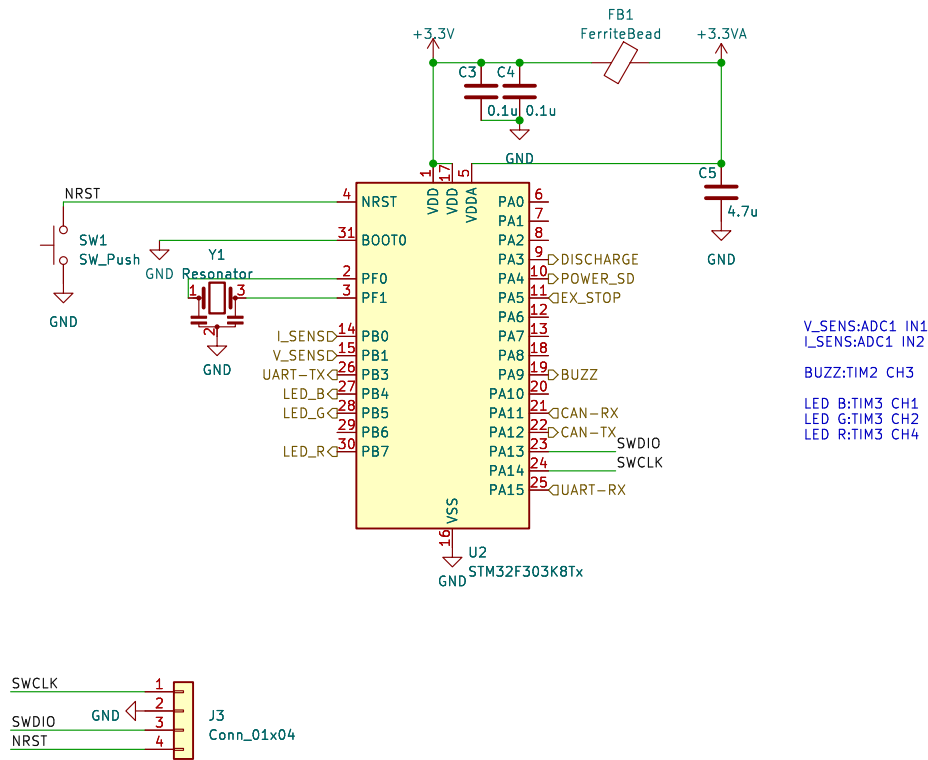 FB1
FerriteBead
+3.3V
+3.3VA
C3
C4
0.1u
0.1u
GND
C5
4.7u
GND
1
17
5
VDD
VDD
VDDA
NRST
4
NRST
SW1
SW_Push
GND
31
BOOT0
GND
Y1
Resonator
1
3
2
GND
2
PF0
3
PF1
I_SENS
14
PB0
V_SENS
15
PB1
UART-TX
26
PB3
LED_B
27
PB4
LED_G
28
PB5
29
PB6
LED_R
30
PB7
PA0
6
PA1
7
PA2
8
PA3
9
DISCHARGE
PA4
10
POWER_SD
PA5
11
EX_STOP
PA6
12
PA7
13
PA8
18
PA9
19
BUZZ
PA10
20
PA11
21
CAN-RX
PA12
22
CAN-TX
PA13
23
SWDIO
PA14
24
SWCLK
PA15
25
UART-RX
VSS
16
GND
U2
STM32F303K8Tx
V_SENS:ADC1 IN1
I_SENS:ADC1 IN2
BUZZ:TIM2 CH3
LED B:TIM3 CH1
LED G:TIM3 CH2
LED R:TIM3 CH4
SWCLK
1
GND
2
SWDIO
3
NRST
4
J3
Conn_01x04